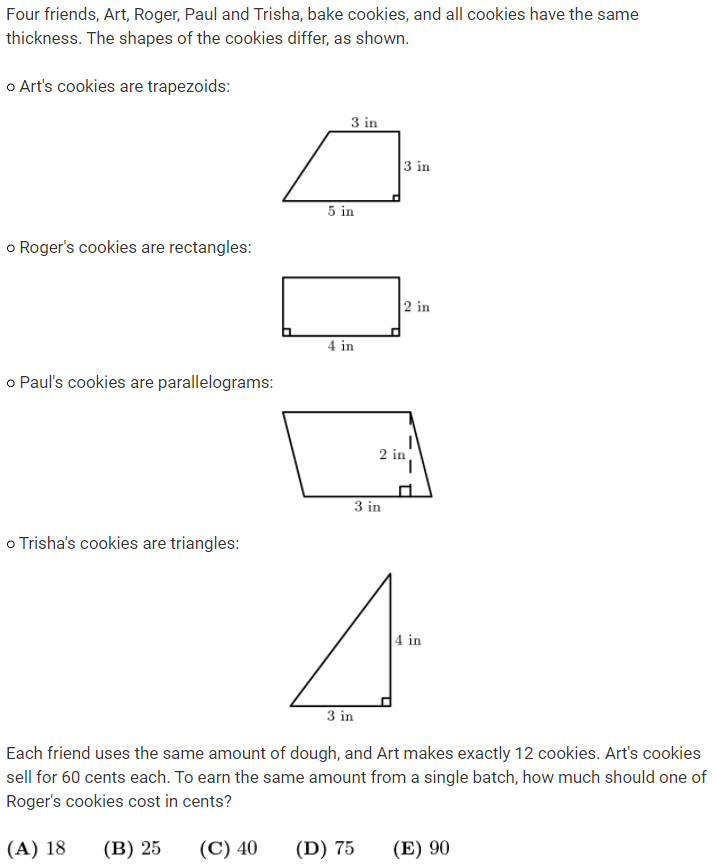 Four friends, Art, Roger, Paul and Trisha, bake cookies, and all cookies have the same
thickness. The shapes of the cookies differ, as shown.
○ Art's cookies are trapezoids:
3 in
3 in
5 in
○ Roger's cookies are rectangles:
2 in
4 in
○ Paul's cookies are parallelograms:
2 in
3 in
○ Trisha's cookies are triangles:
4 in
3 in
Each friend uses the same amount of dough, and Art makes exactly 12 cookies. Art's cookies
sell for 60 cents each. To earn the same amount from a single batch, how much should one of
Roger's cookies cost in cents?
(A) 18 (B) 25 (C) 40 (D) 75 (E) 90